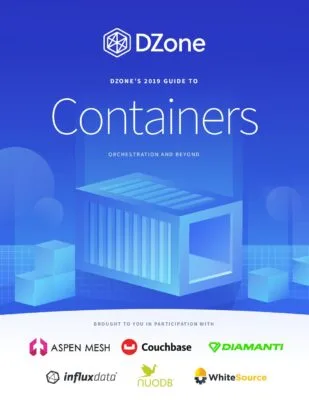 DZone
DZONE'S 2019 GUIDE TO
Containers
ORCHESTRATION AND BEYOND
BROUGHT TO YOU IN PARTICIPATION WITH
ASPEN MESH Couchbase DIAMANTI
influxdata NUODB WhiteSource